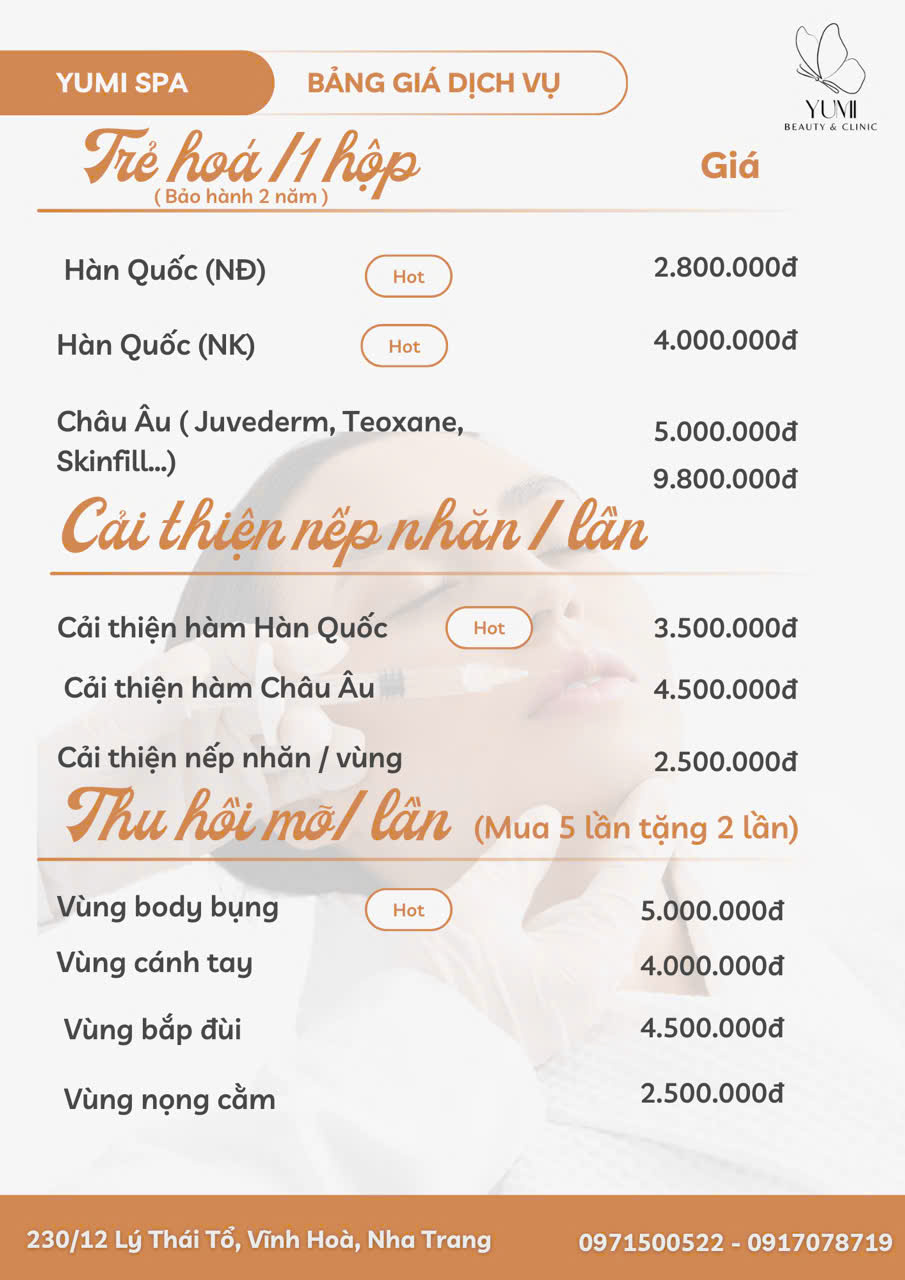 YUMI SPA
BẢNG GIÁ DỊCH VỤ
YUMI
BEAUTY & CLINIC
Trẻ hoá /1 hộp
Giá
( Bảo hành 2 năm )
Hàn Quốc (NĐ) Hot 2.800.000đ
Hàn Quốc (NK) Hot 4.000.000đ
Châu Âu ( Juvederm, Teoxane, 5.000.000đ
Skinfill...) 9.800.000đ
Cải thiện nếp nhăn / lần
Cải thiện hàm Hàn Quốc Hot 3.500.000đ
Cải thiện hàm Châu Âu 4.500.000đ
Cải thiện nếp nhăn / vùng 2.500.000đ
Thu hồi mỡ/ lần (Mua 5 lần tặng 2 lần)
Vùng body bụng Hot 5.000.000đ
Vùng cánh tay 4.000.000đ
Vùng bắp đùi 4.500.000đ
Vùng nọng cằm 2.500.000đ
230/12 Lý Thái Tổ, Vĩnh Hoà, Nha Trang 0971500522 - 0917078719